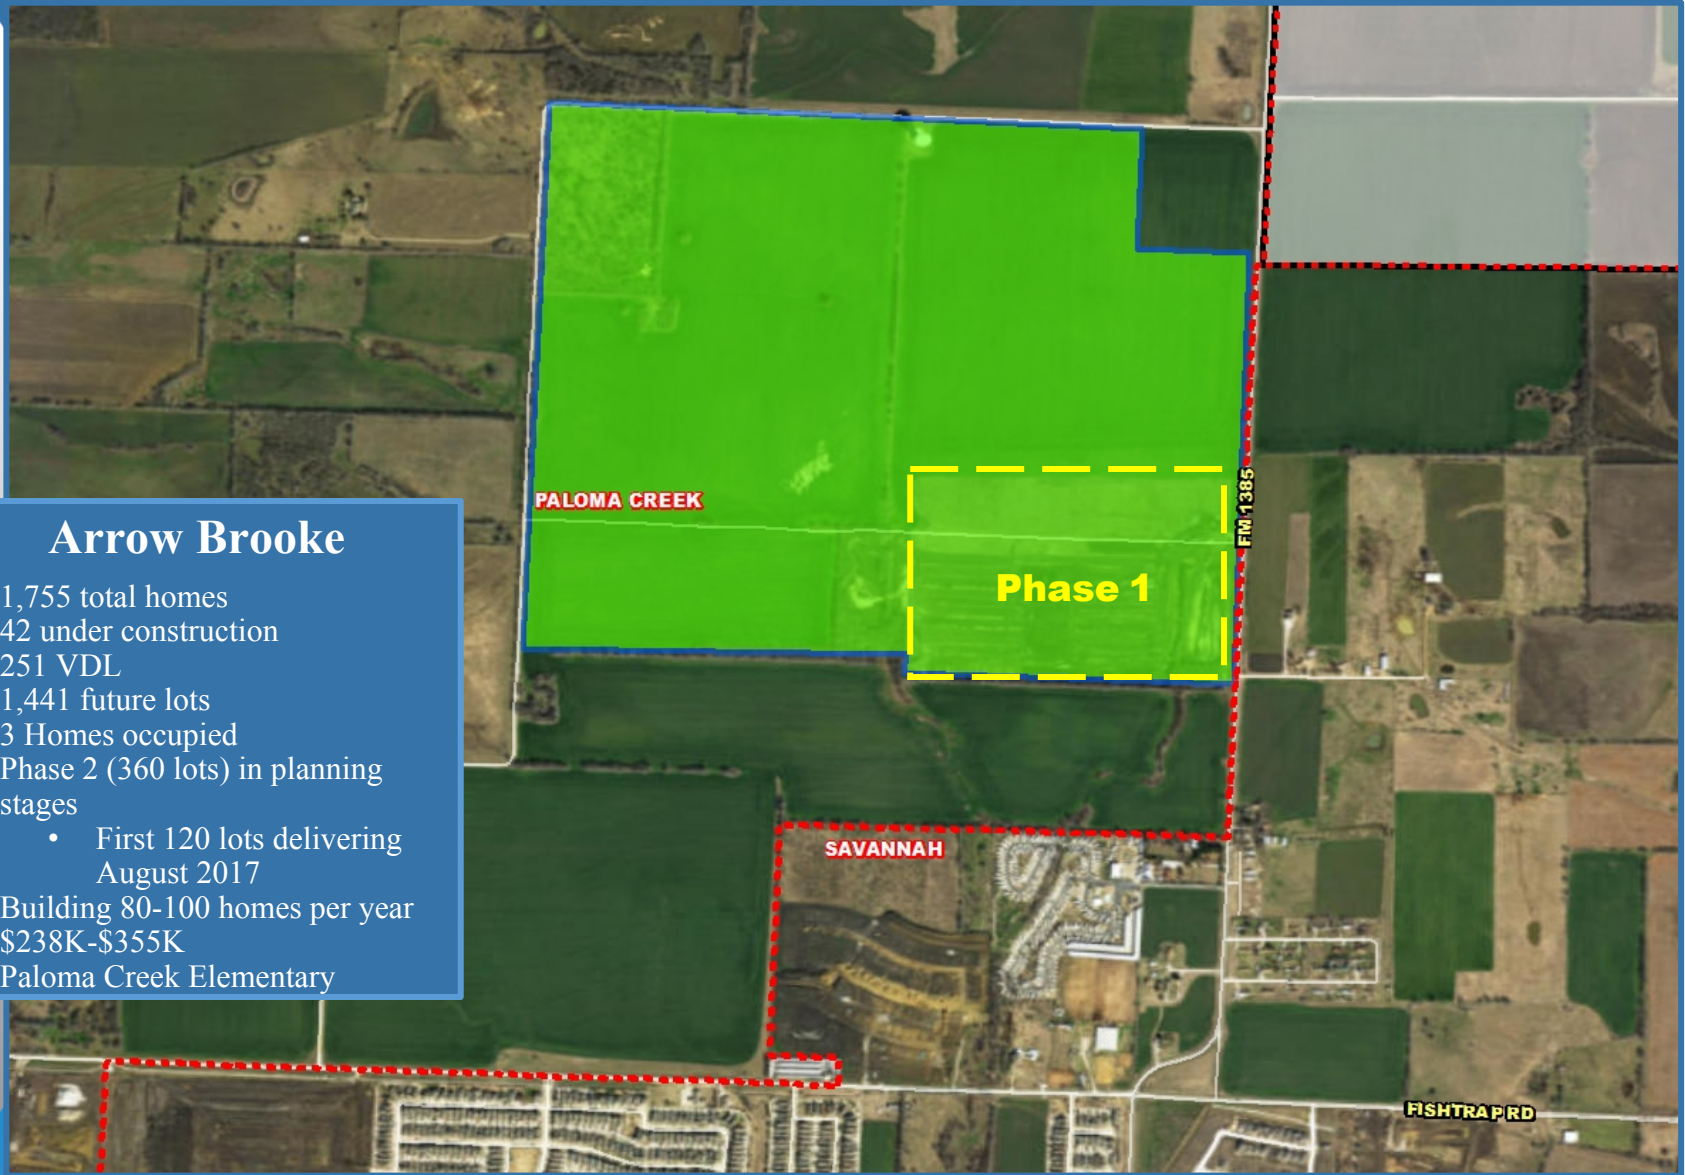 PALOMA CREEK
FM 1385
Arrow Brooke
1,755 total homes
42 under construction
251 VDL
1,441 future lots
3 Homes occupied
Phase 2 (360 lots) in planning
stages
• First 120 lots delivering
August 2017
Building 80-100 homes per year
$238K-$355K
Paloma Creek Elementary
Phase 1
SAVANNAH
FISHTRAP RD